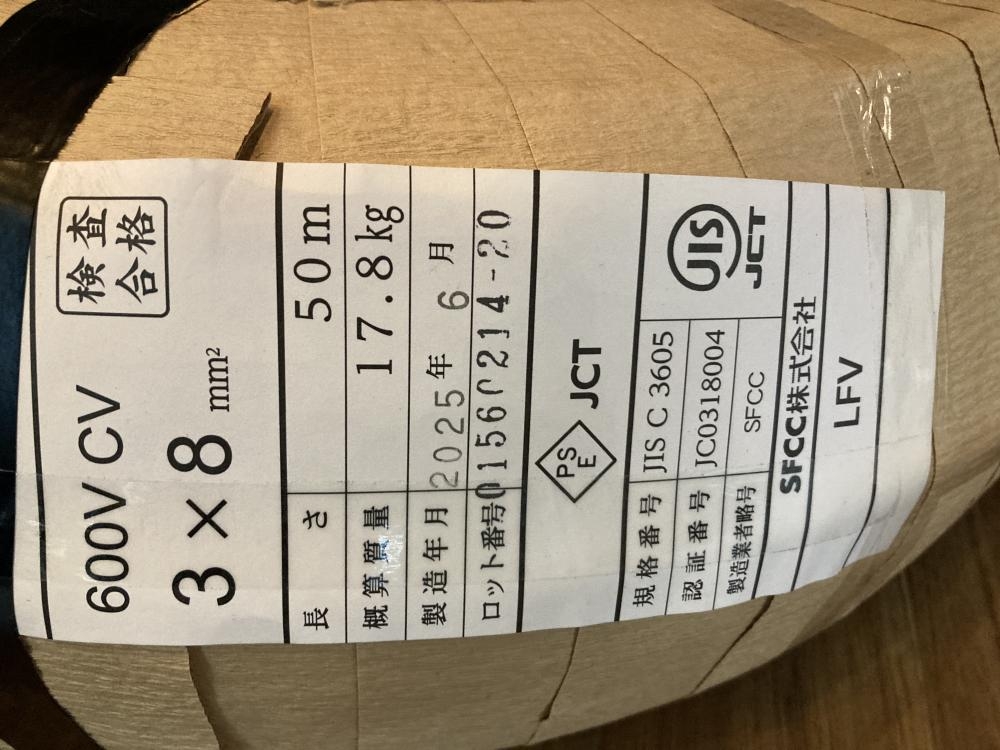 600V CV
検査
合格
3×8 mm²
長さ 50m
概算質量 17.8kg
製造年月 2025年 6月
ロット番号 01560214-20
PSE JCT
規格番号 JIS C 3605
認証番号 JC0318004
製造業者略号 SFCC
JIS
JCT
SFCC株式会社
LFV